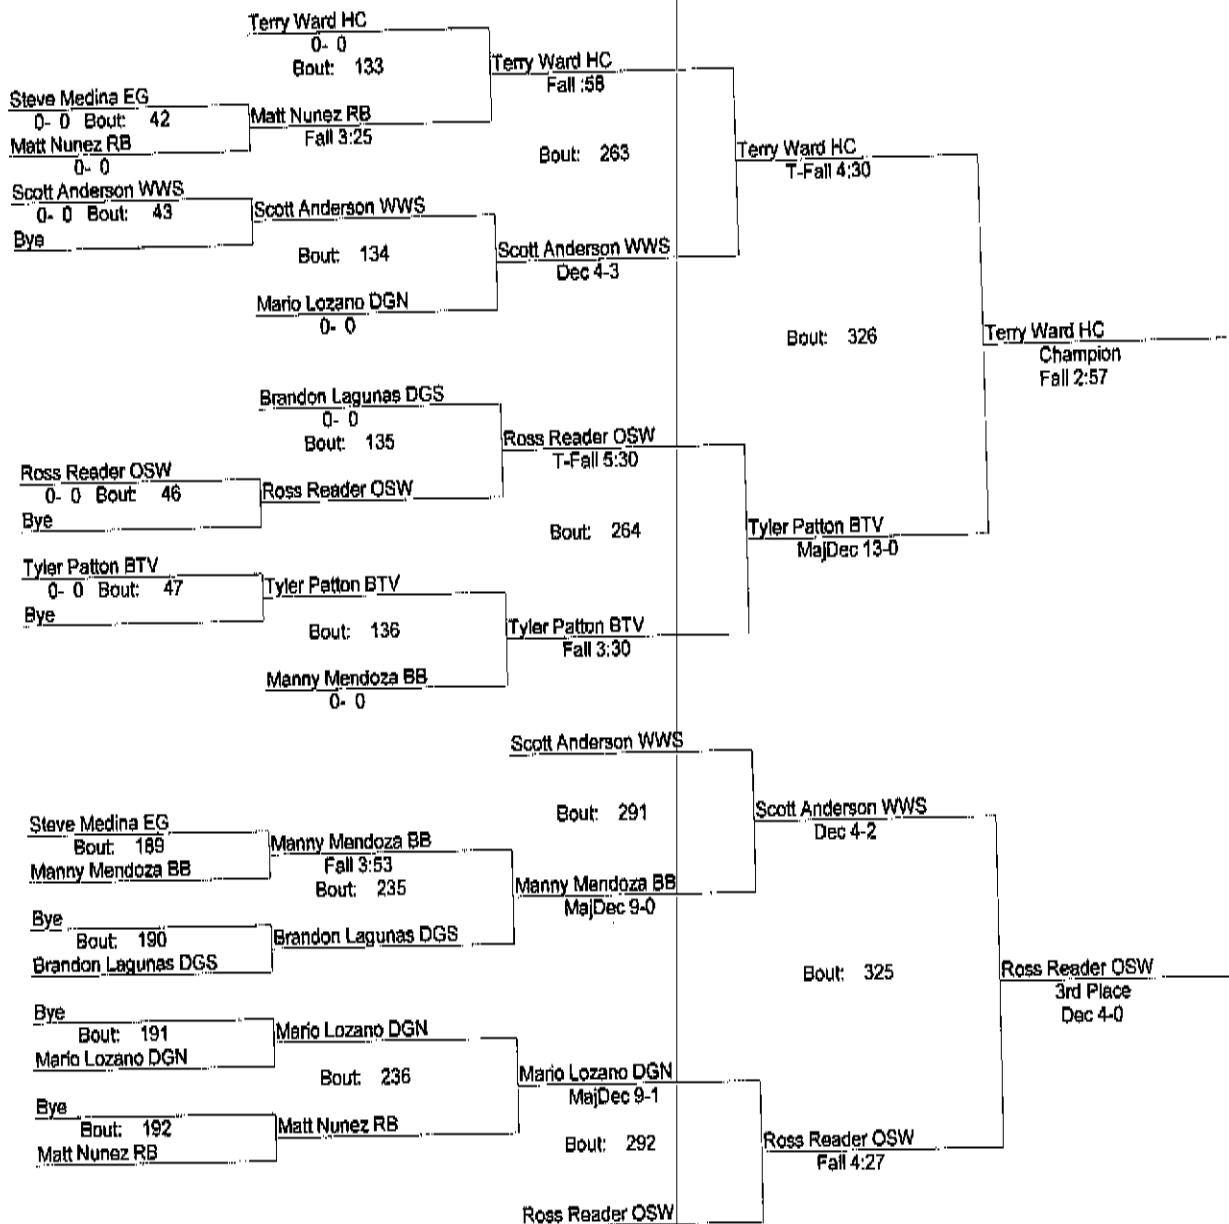 Terry Ward HC
0- 0
Bout: 133
Terry Ward HC
Fall :58
Steve Medina EG
0- 0 Bout: 42
Matt Nunez RB
0- 0
Matt Nunez RB
Fall 3:25
Bout: 263
Terry Ward HC
T-Fall 4:30
Scott Anderson WWS
0- 0 Bout: 43
Bye
Scott Anderson WWS
Bout: 134
Scott Anderson WWS
Dec 4-3
Mario Lozano DGN
0- 0
Bout: 326
Terry Ward HC
Champion
Fall 2:57
Brandon Lagunas DGS
0- 0
Bout: 135
Ross Reader OSW
T-Fall 5:30
Ross Reader OSW
0- 0 Bout: 46
Bye
Ross Reader OSW
Bout: 264
Tyler Patton BTV
MajDec 13-0
Tyler Patton BTV
0- 0 Bout: 47
Bye
Tyler Patton BTV
Bout: 136
Tyler Patton BTV
Fall 3:30
Manny Mendoza BB
0- 0
Scott Anderson WWS
Bout: 291
Scott Anderson WWS
Dec 4-2
Steve Medina EG
Bout: 189
Manny Mendoza BB
Manny Mendoza BB
Fall 3:53
Bout: 235
Manny Mendoza BB
MajDec 9-0
Bye
Bout: 190
Brandon Lagunas DGS
Brandon Lagunas DGS
Bout: 325
Ross Reader OSW
3rd Place
Dec 4-0
Bye
Bout: 191
Mario Lozano DGN
Mario Lozano DGN
Bout: 236
Mario Lozano DGN
MajDec 9-1
Bye
Bout: 192
Matt Nunez RB
Matt Nunez RB
Bout: 292
Ross Reader OSW
Fall 4:27
Ross Reader OSW